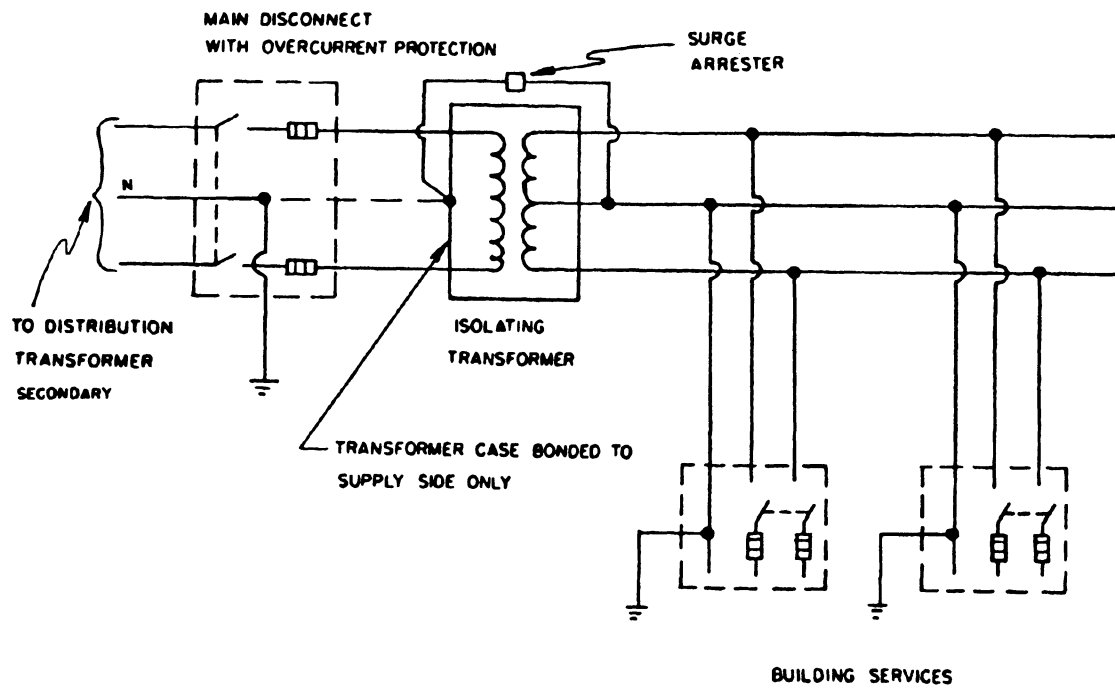 MAIN DISCONNECT
WITH OVERCURRENT PROTECTION
SURGE
ARRESTER
N
TO DISTRIBUTION
TRANSFORMER
SECONDARY
ISOLATING
TRANSFORMER
TRANSFORMER CASE BONDED TO
SUPPLY SIDE ONLY
BUILDING SERVICES